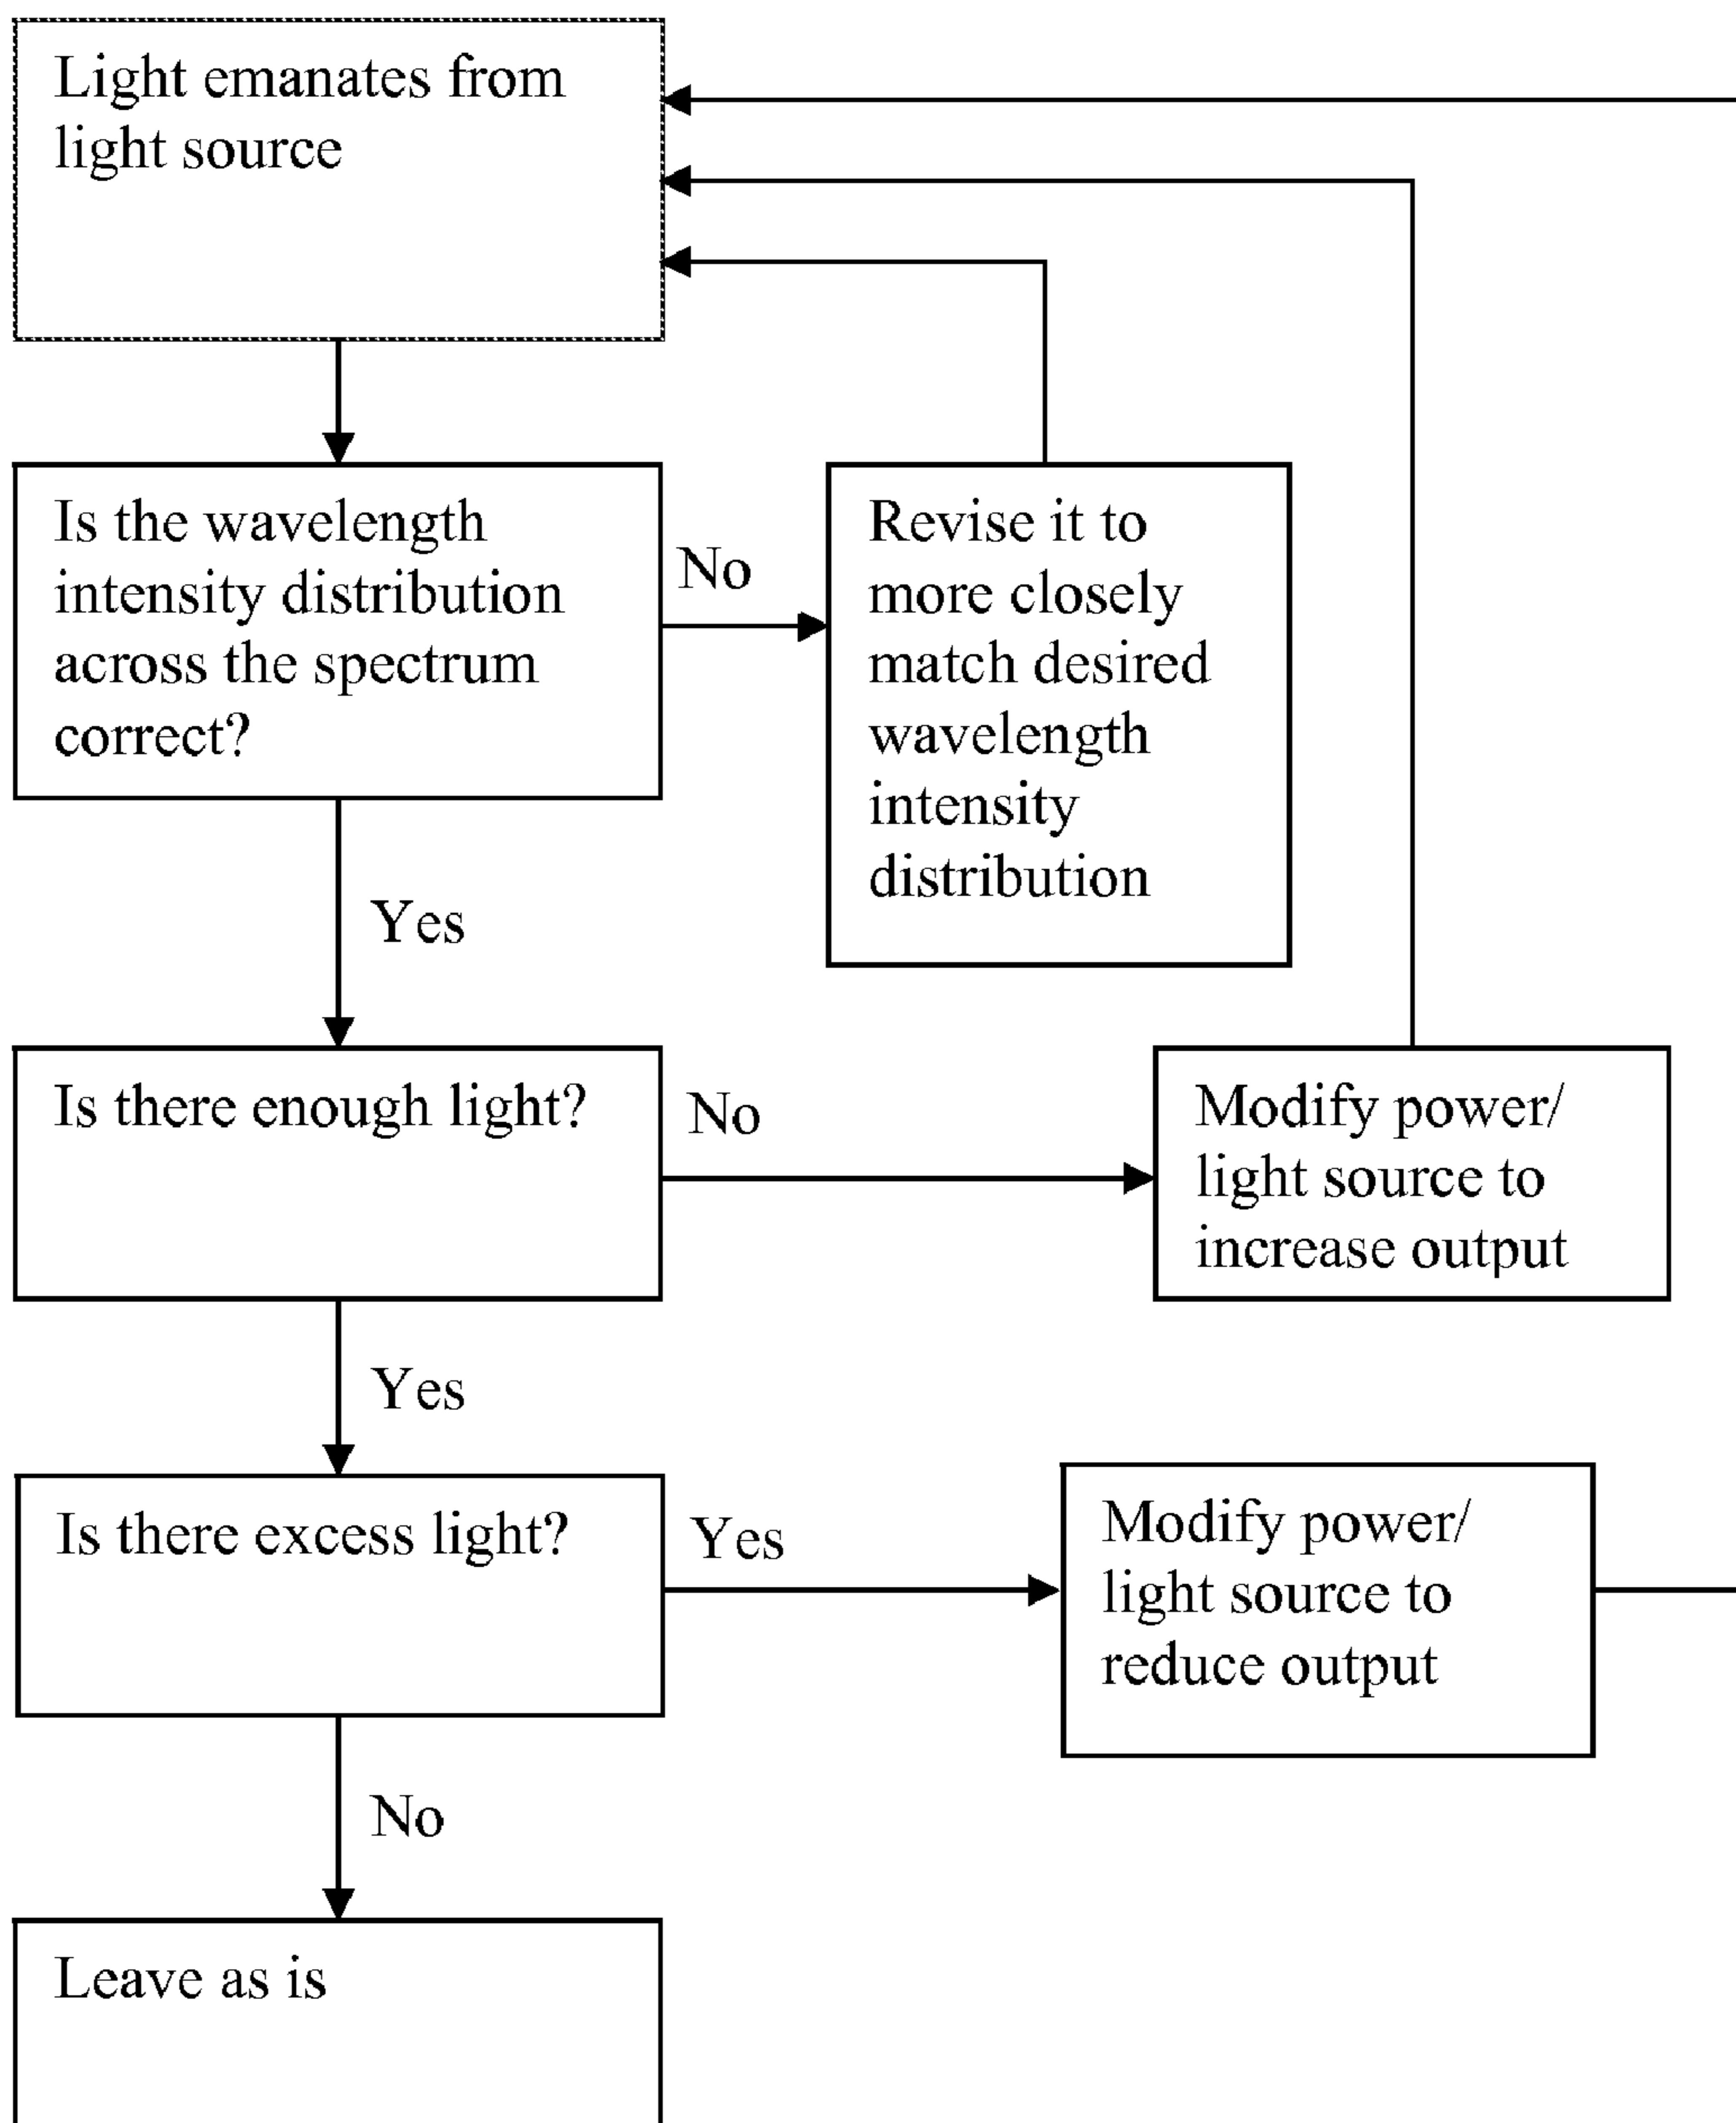 Light emanates from
light source
Is the wavelength
intensity distribution
across the spectrum
correct?
No
Revise it to
more closely
match desired
wavelength
intensity
distribution
Yes
Is there enough light?
No
Modify power/
light source to
increase output
Yes
Is there excess light?
Yes
Modify power/
light source to
reduce output
No
Leave as is